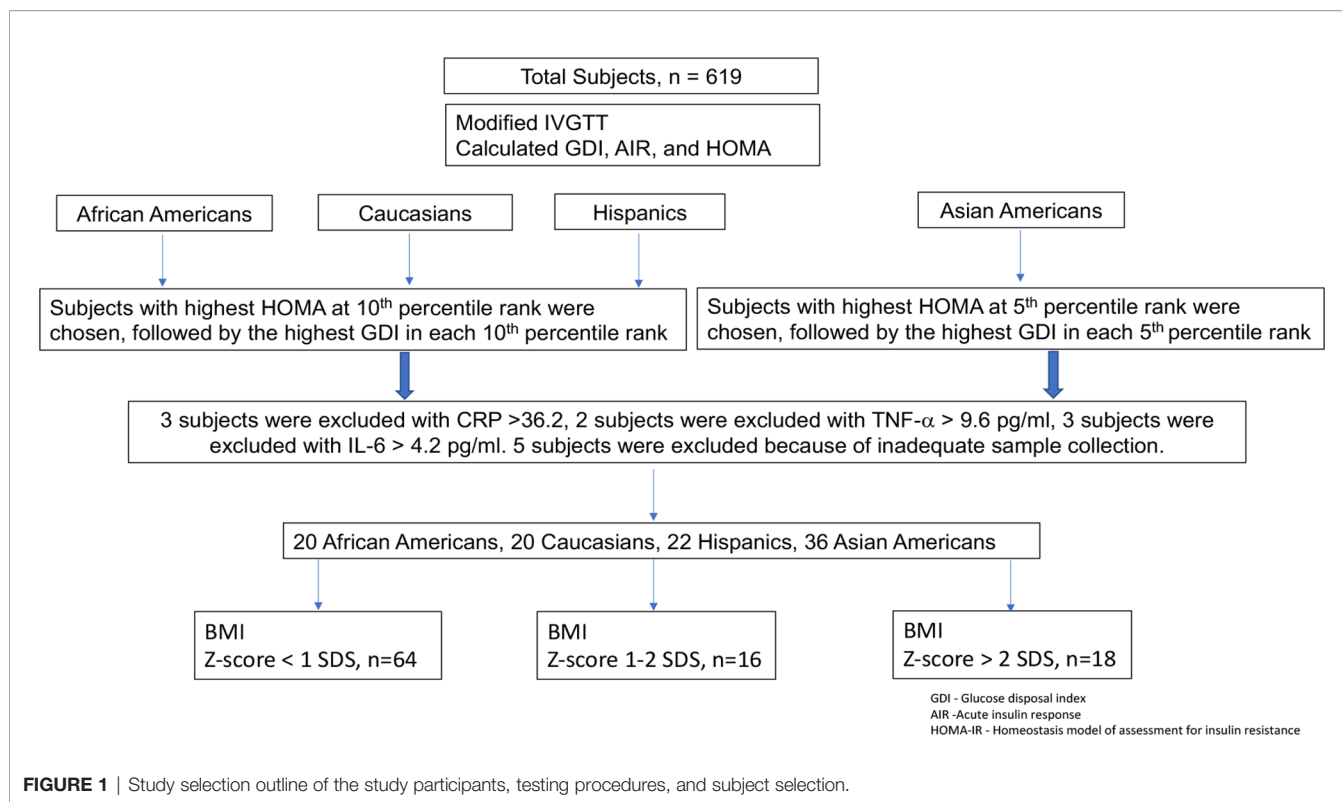 Total Subjects, n = 619
Modified IVGTT
Calculated GDI, AIR, and HOMA
African Americans
Caucasians
Hispanics
Asian Americans
Subjects with highest HOMA at 10th percentile rank were
chosen, followed by the highest GDI in each 10th percentile rank
Subjects with highest HOMA at 5th percentile rank were
chosen, followed by the highest GDI in each 5th percentile rank
3 subjects were excluded with CRP >36.2, 2 subjects were excluded with TNF-α > 9.6 pg/ml, 3 subjects were
excluded with IL-6 > 4.2 pg/ml. 5 subjects were excluded because of inadequate sample collection.
20 African Americans, 20 Caucasians, 22 Hispanics, 36 Asian Americans
BMI
Z-score < 1 SDS, n=64
BMI
Z-score 1-2 SDS, n=16
BMI
Z-score > 2 SDS, n=18
GDI - Glucose disposal index
AIR -Acute insulin response
HOMA-IR - Homeostasis model of assessment for insulin resistance
FIGURE 1 | Study selection outline of the study participants, testing procedures, and subject selection.